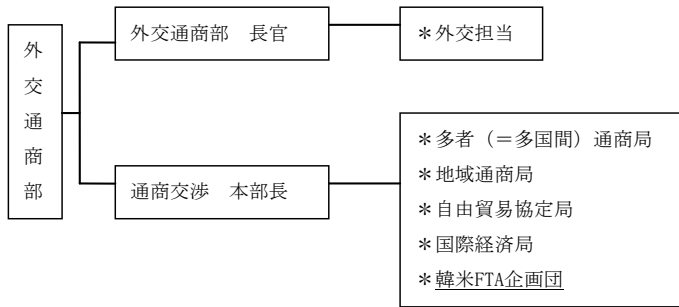 外交通商部
外交通商部　長官
＊外交担当
通商交渉　本部長
＊多者（＝多国間）通商局
＊地域通商局
＊自由貿易協定局
＊国際経済局
＊韓米FTA企画団